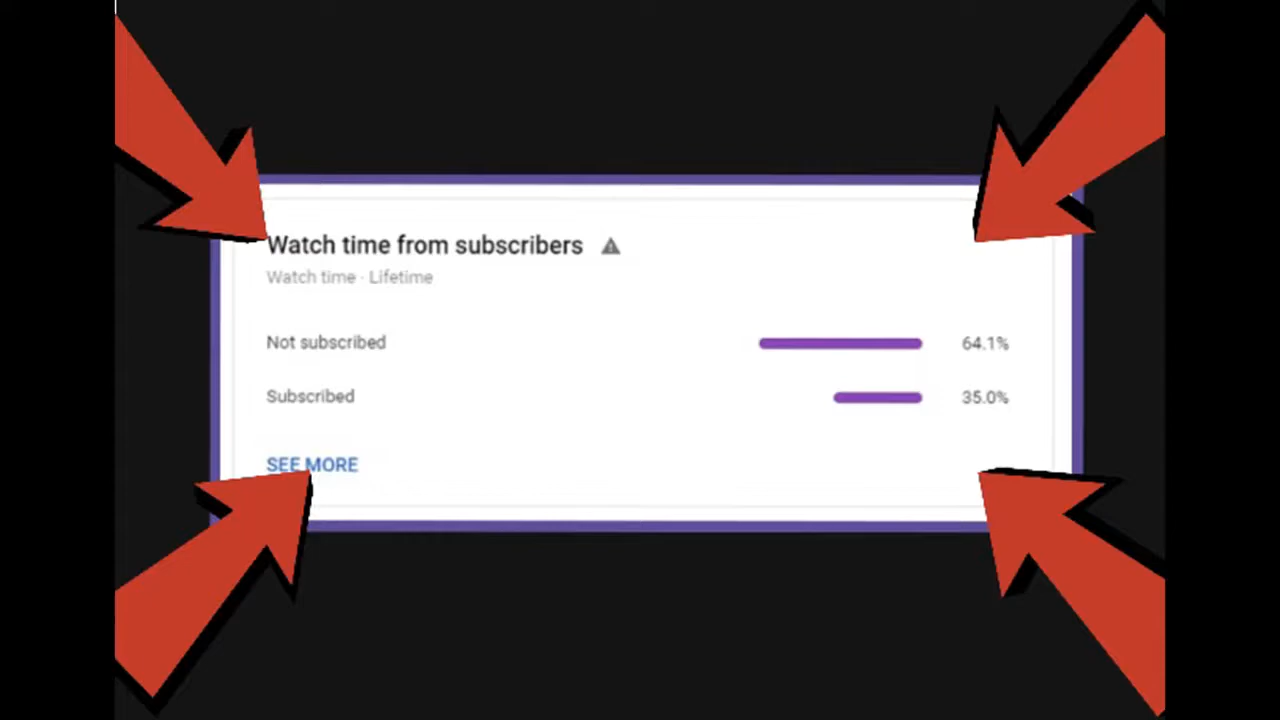 Watch time from subscribers
Watch time · Lifetime
Not subscribed 64.1%
Subscribed 35.0%
SEE MORE